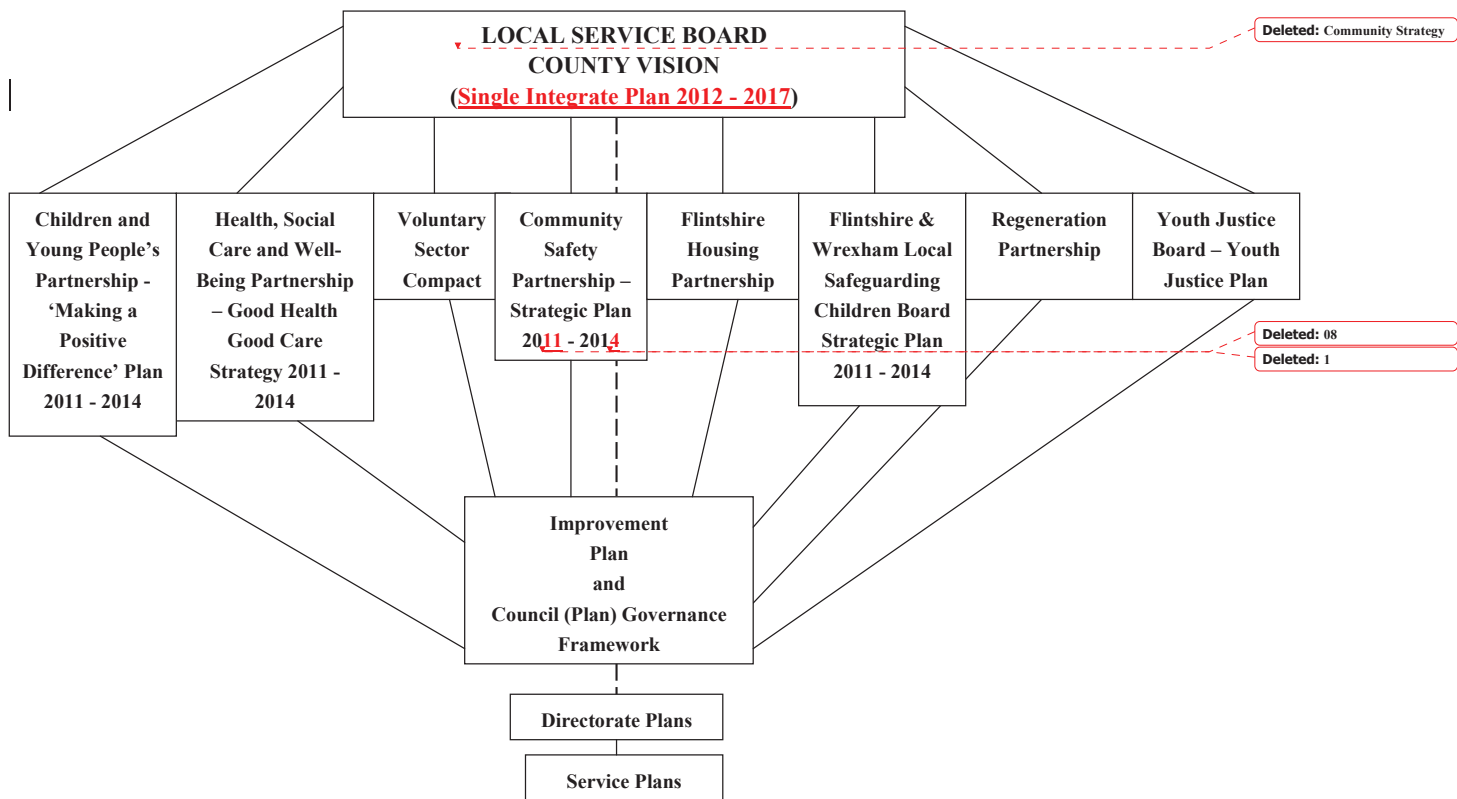 LOCAL SERVICE BOARD
COUNTY VISION
(Single Integrate Plan 2012 - 2017)
Deleted: Community Strategy
Children and
Young People's
Partnership -
‘Making a
Positive
Difference’ Plan
2011 - 2014
Health, Social
Care and Well-
Being Partnership
– Good Health
Good Care
Strategy 2011 -
2014
Voluntary
Sector
Compact
Community
Safety
Partnership –
Strategic Plan
2011 - 2014
Flintshire
Housing
Partnership
Flintshire &
Wrexham Local
Safeguarding
Children Board
Strategic Plan
2011 - 2014
Regeneration
Partnership
Youth Justice
Board – Youth
Justice Plan
Deleted: 08
Deleted: 1
Improvement
Plan
and
Council (Plan) Governance
Framework
Directorate Plans
Service Plans